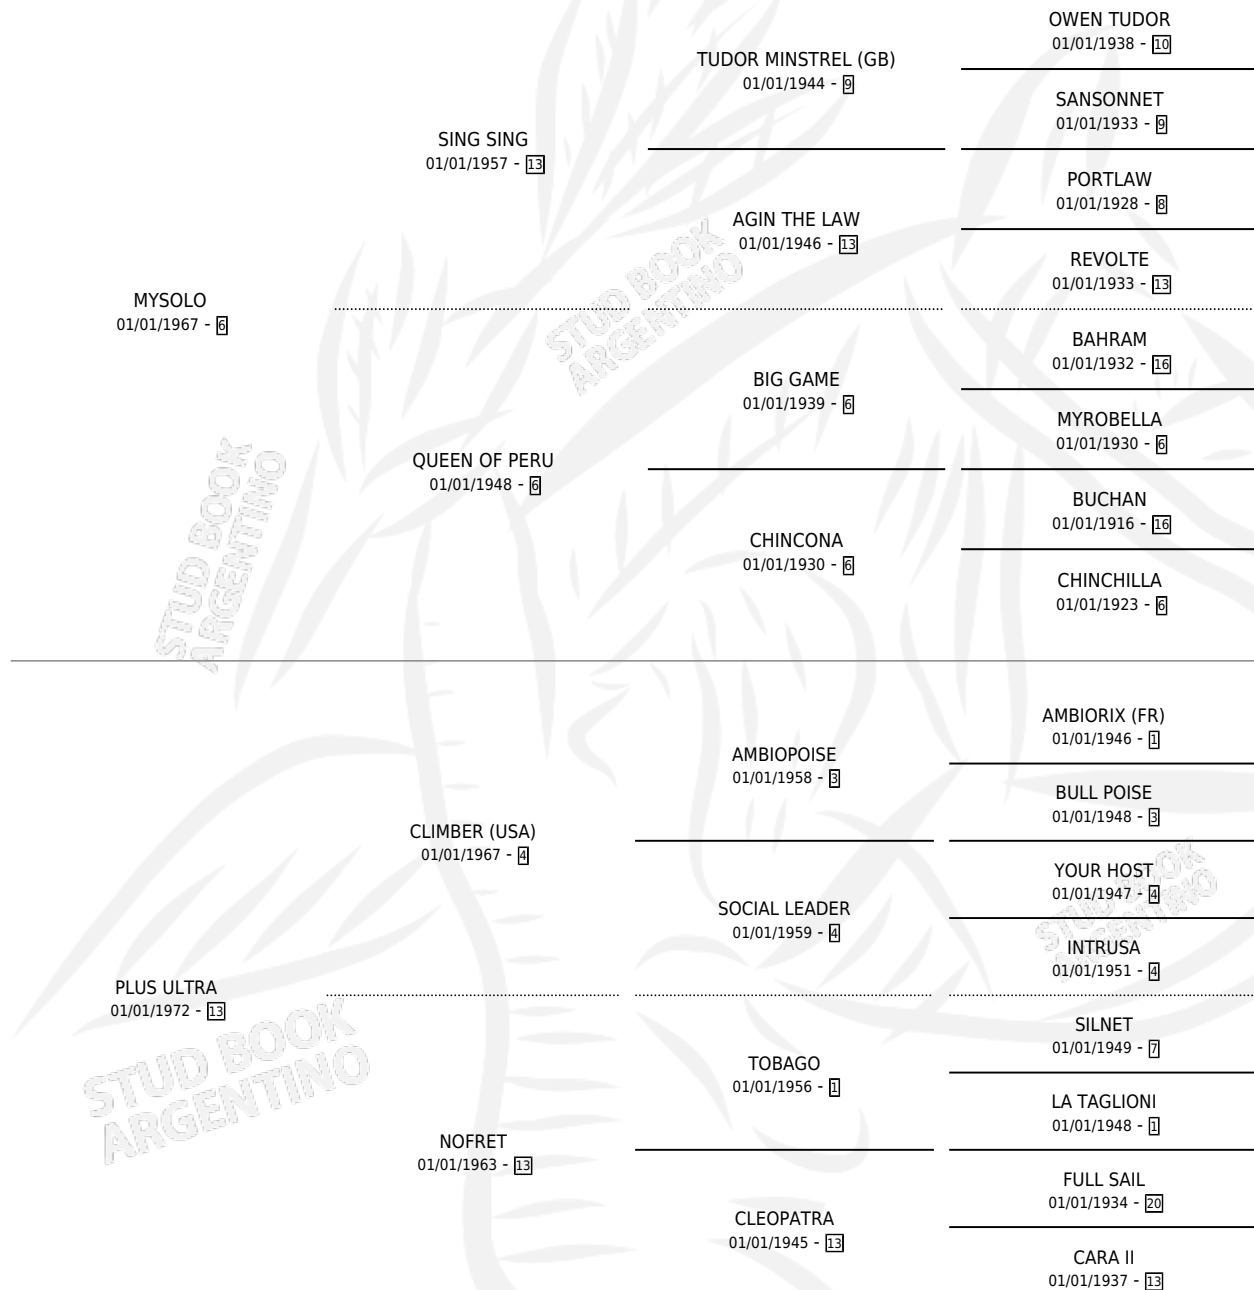 OWEN TUDOR
01/01/1938 - 10
TUDOR MINSTREL (GB)
01/01/1944 - 9
SANSONNET
01/01/1933 - 9
SING SING
01/01/1957 - 13
PORTLAW
01/01/1928 - 8
AGIN THE LAW
01/01/1946 - 13
REVOLTE
01/01/1933 - 13
MYSOLO
01/01/1967 - 6
STUD BOOK
ARGENTINO
BAHRAM
01/01/1932 - 16
BIG GAME
01/01/1939 - 6
MYROBELLA
01/01/1930 - 6
QUEEN OF PERU
01/01/1948 - 6
BUCHAN
01/01/1916 - 16
CHINCONA
01/01/1930 - 6
CHINCHILLA
01/01/1923 - 6
STUD BOOK
ARGENTINO
AMBIORIX (FR)
01/01/1946 - 1
AMBIOPOISE
01/01/1958 - 3
BULL POISE
01/01/1948 - 3
CLIMBER (USA)
01/01/1967 - 4
YOUR HOST
01/01/1947 - 4
SOCIAL LEADER
01/01/1959 - 4
INTRUSA
01/01/1951 - 4
STUD BOOK
ARGENTINO
PLUS ULTRA
01/01/1972 - 13
SILNET
01/01/1949 - 7
TOBAGO
01/01/1956 - 1
LA TAGLIONI
01/01/1948 - 1
STUD BOOK
ARGENTINO
NOFRET
01/01/1963 - 13
FULL SAIL
01/01/1934 - 20
CLEOPATRA
01/01/1945 - 13
CARA II
01/01/1937 - 13